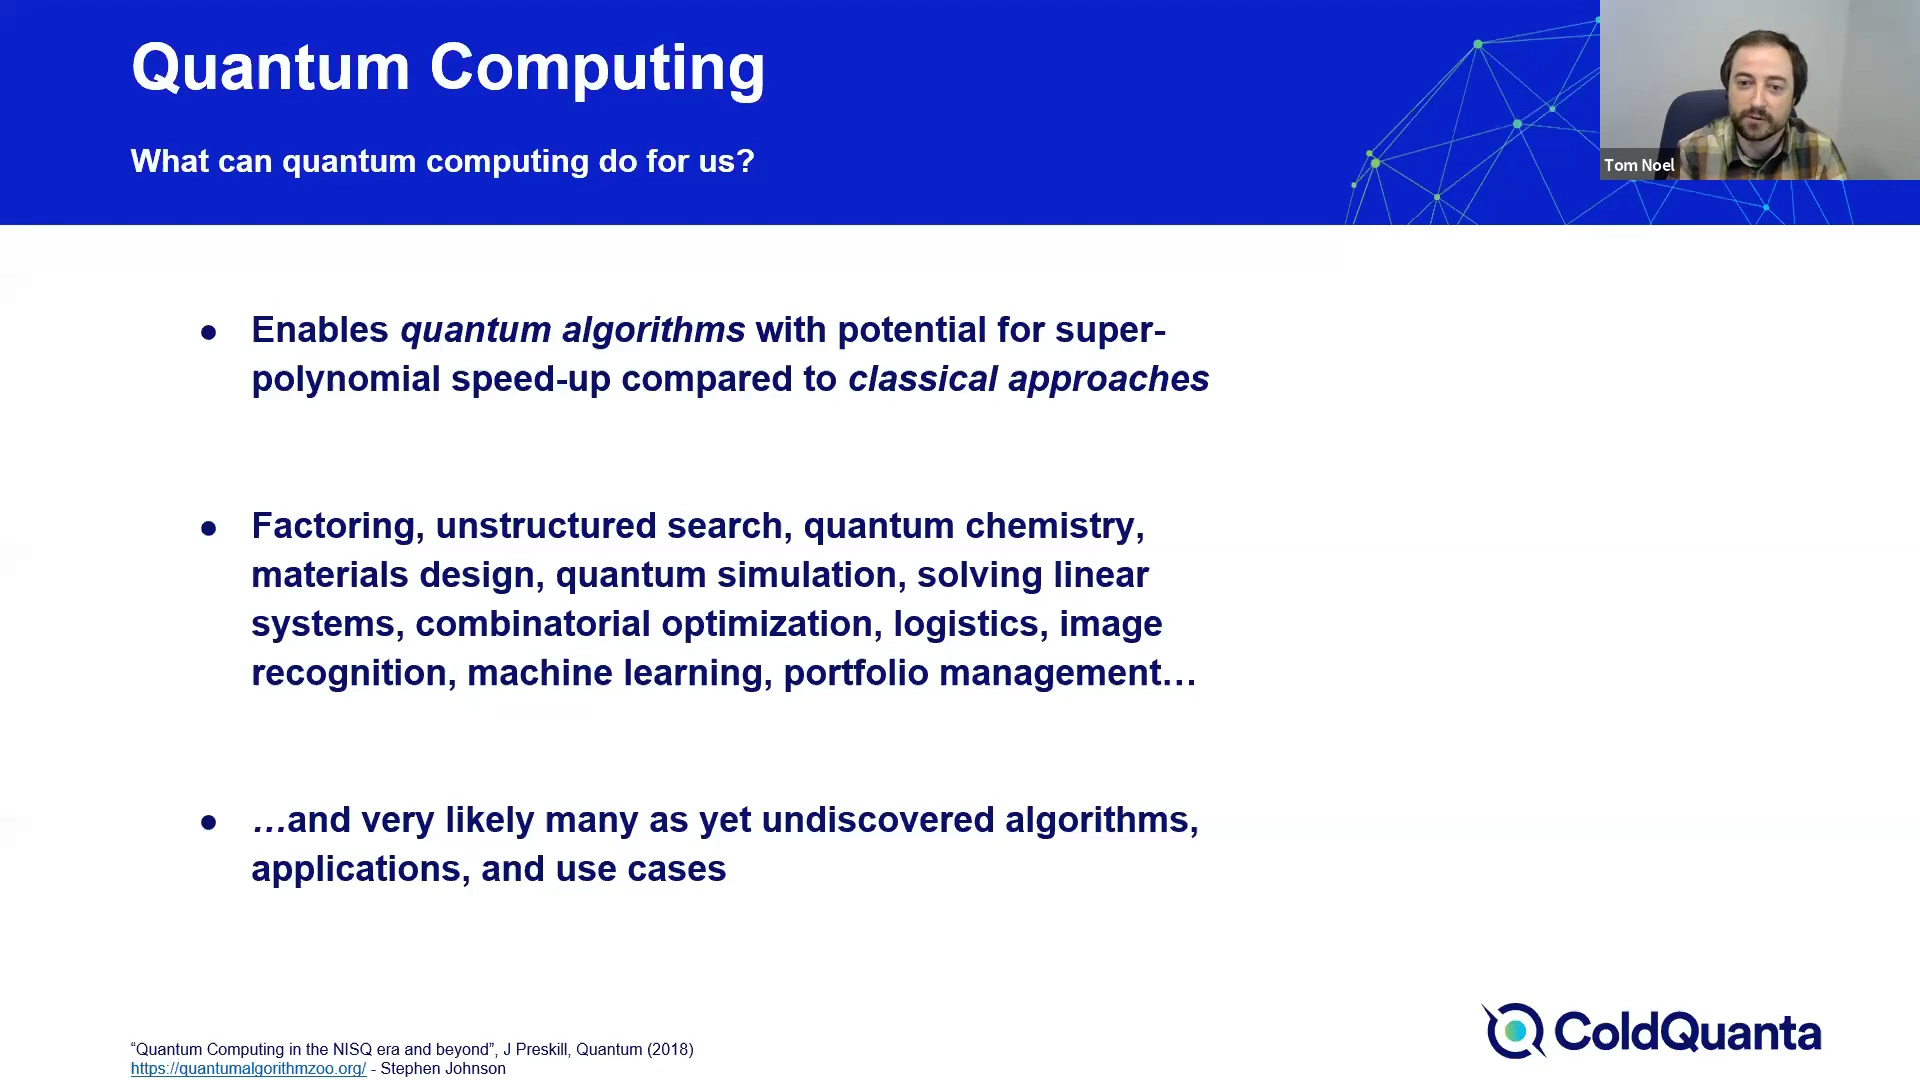 Quantum Computing
What can quantum computing do for us?
Tom Noel
● Enables quantum algorithms with potential for super-
polynomial speed-up compared to classical approaches
● Factoring, unstructured search, quantum chemistry,
materials design, quantum simulation, solving linear
systems, combinatorial optimization, logistics, image
recognition, machine learning, portfolio management…
● …and very likely many as yet undiscovered algorithms,
applications, and use cases
“Quantum Computing in the NISQ era and beyond”, J Preskill, Quantum (2018)
https://quantumalgorithmzoo.org/ - Stephen Johnson
ColdQuanta